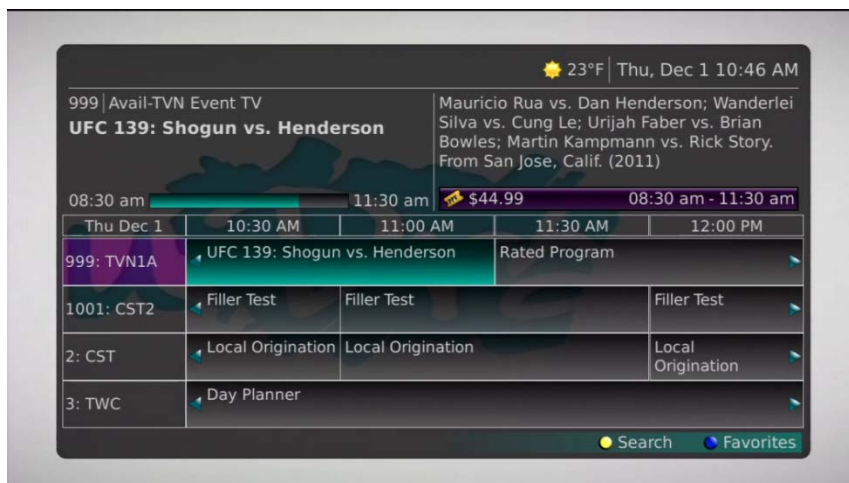 23°F Thu, Dec 1 10:46 AM
999 Avail-TVN Event TV
UFC 139: Shogun vs. Henderson
Mauricio Rua vs. Dan Henderson; Wanderlei
Silva vs. Cung Le; Urijah Faber vs. Brian
Bowles; Martin Kampmann vs. Rick Story.
From San Jose, Calif. (2011)
08:30 am 11:30 am
$44.99 08:30 am - 11:30 am
Thu Dec 1 10:30 AM 11:00 AM 11:30 AM 12:00 PM
999: TVN1A UFC 139: Shogun vs. Henderson Rated Program
1001: CST2 Filler Test Filler Test Filler Test
2: CST Local Origination Local Origination Local
Origination
3: TWC Day Planner
Search Favorites